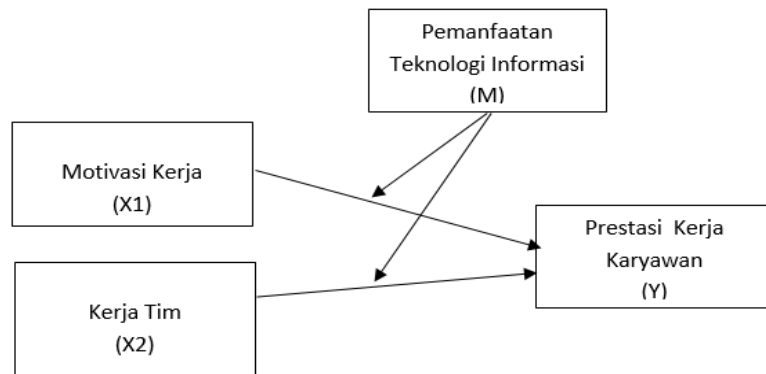 Pemanfaatan
Teknologi Informasi
(M)
Motivasi Kerja
(X1)
Prestasi Kerja
Karyawan
(Y)
Kerja Tim
(X2)